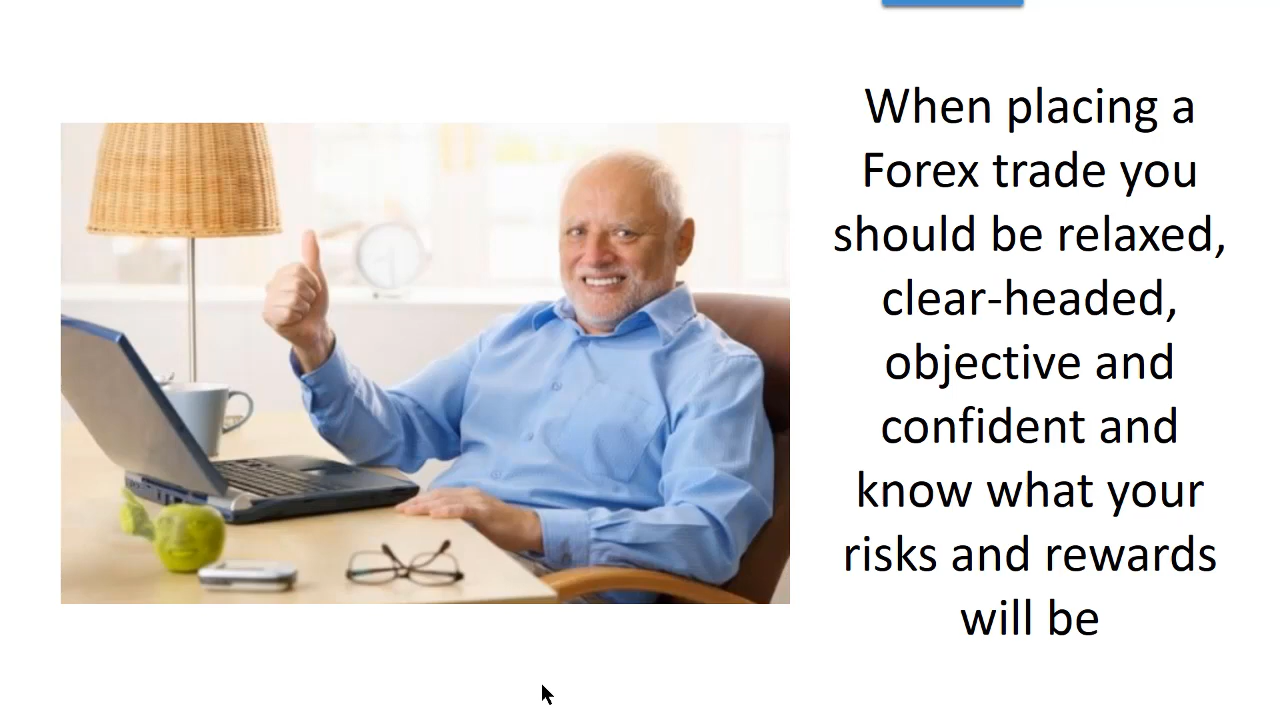 When placing a
Forex trade you
should be relaxed,
clear-headed,
objective and
confident and
know what your
risks and rewards
will be